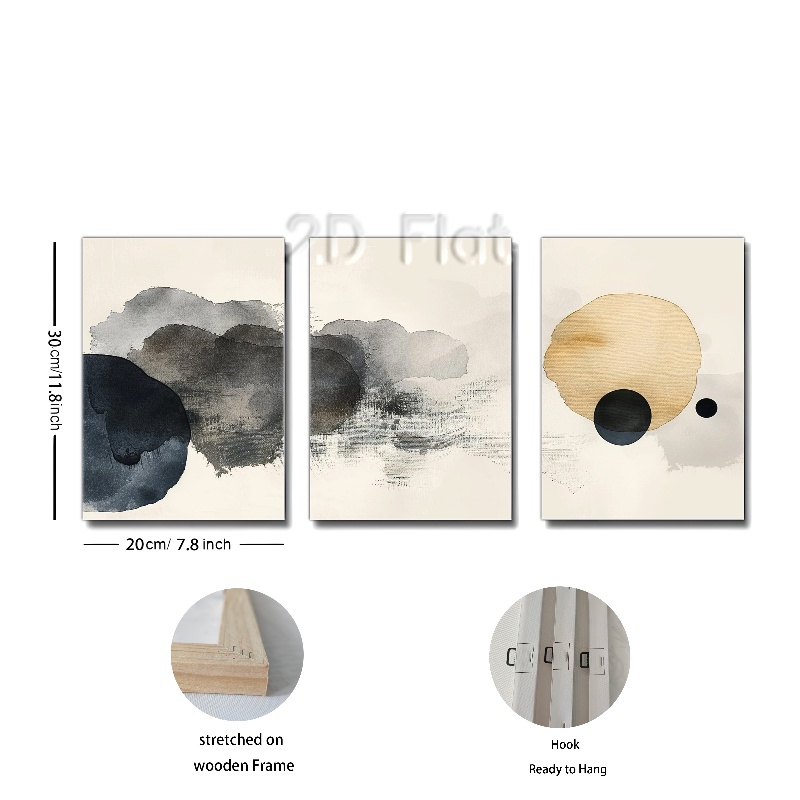 2D Flat
30cm/11.8inch
20cm/ 7.8 inch
stretched on
wooden Frame
Hook
Ready to Hang